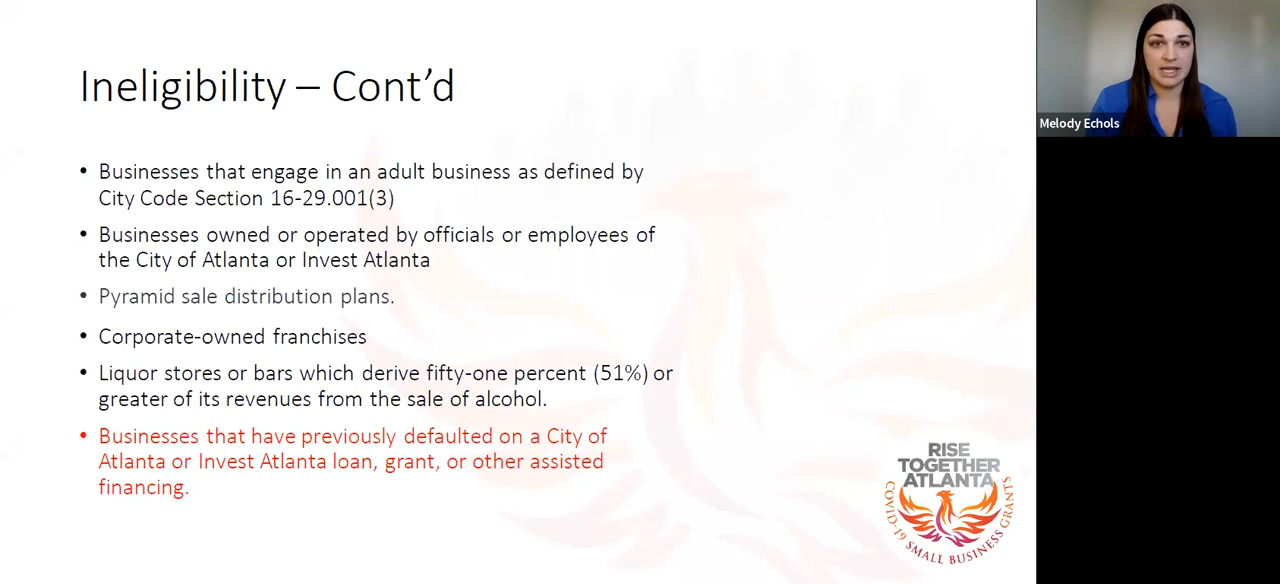 Ineligibility – Cont’d
• Businesses that engage in an adult business as defined by
City Code Section 16-29.001(3)
• Businesses owned or operated by officials or employees of
the City of Atlanta or Invest Atlanta
• Pyramid sale distribution plans.
• Corporate-owned franchises
• Liquor stores or bars which derive fifty-one percent (51%) or
greater of its revenues from the sale of alcohol.
• Businesses that have previously defaulted on a City of
Atlanta or Invest Atlanta loan, grant, or other assisted
financing.
RISE
TOGETHER
ATLANTA
COVID-19 SMALL BUSINESS GRANTS
Melody Echols